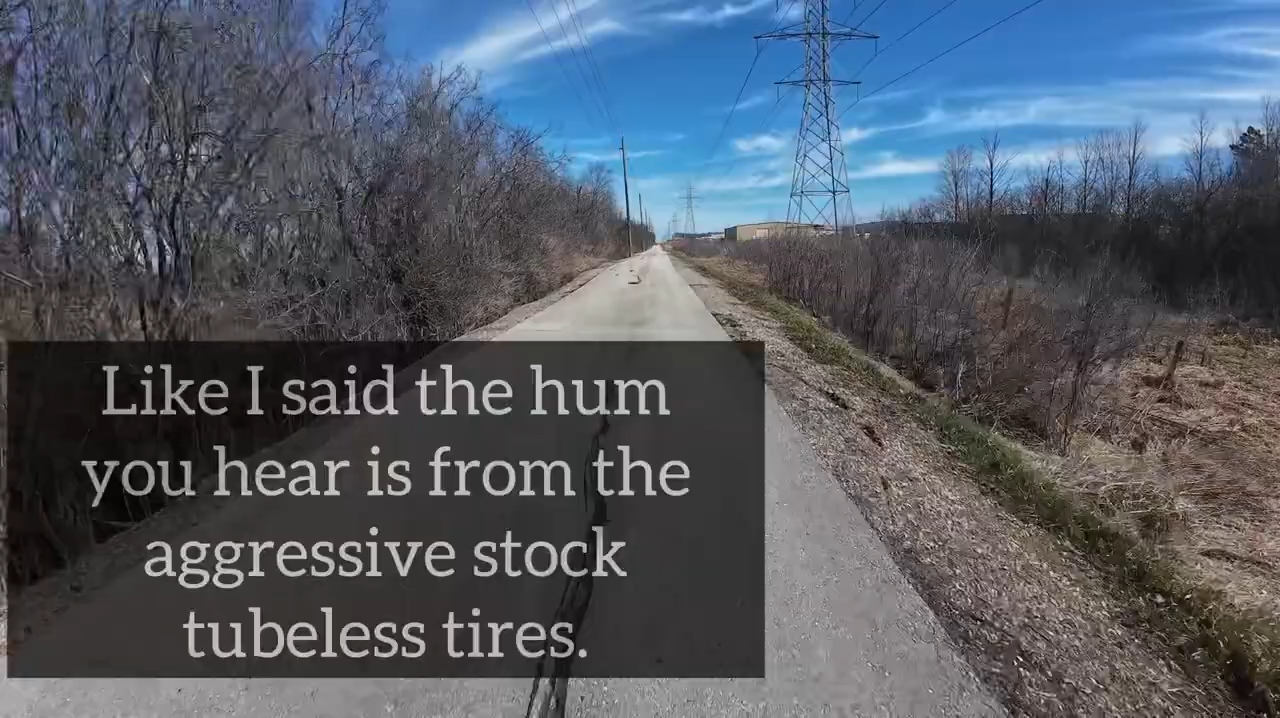 Like I said the hum
you hear is from the
aggressive stock
tubeless tires.